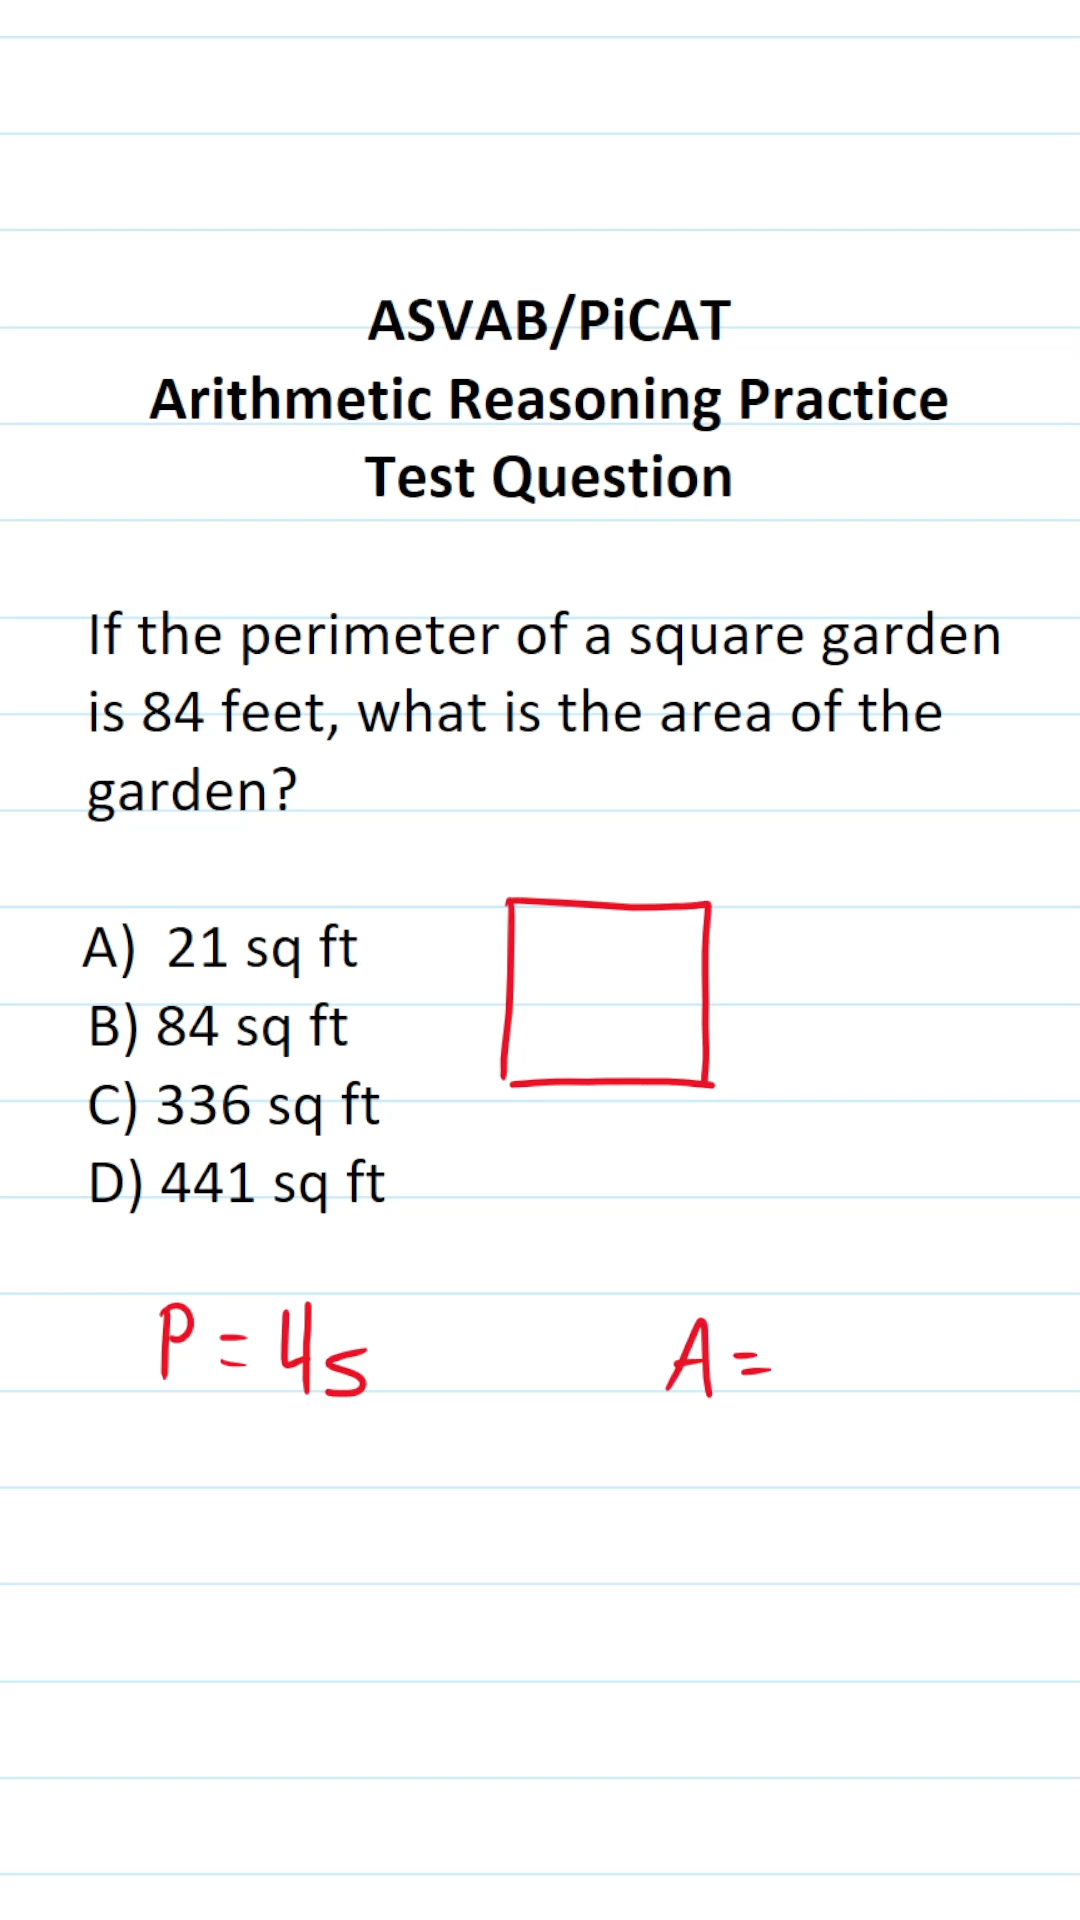 ASVAB/PiCAT
Arithmetic Reasoning Practice
Test Question
If the perimeter of a square garden
is 84 feet, what is the area of the
garden?
A) 21 sq ft
B) 84 sq ft
C) 336 sq ft
D) 441 sq ft
P = 4s A =